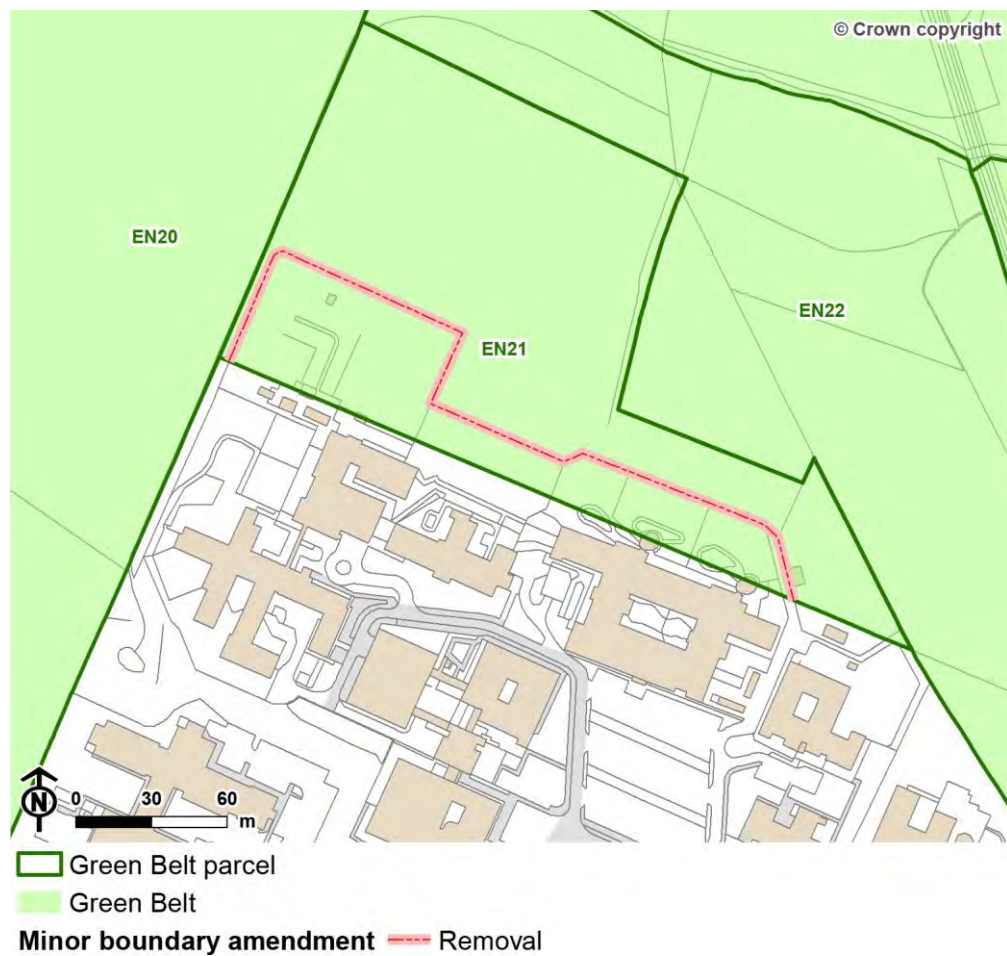 © Crown copyright
EN20
EN22
EN21
N
0 30 60
m
Green Belt parcel
Green Belt
Minor boundary amendment Removal